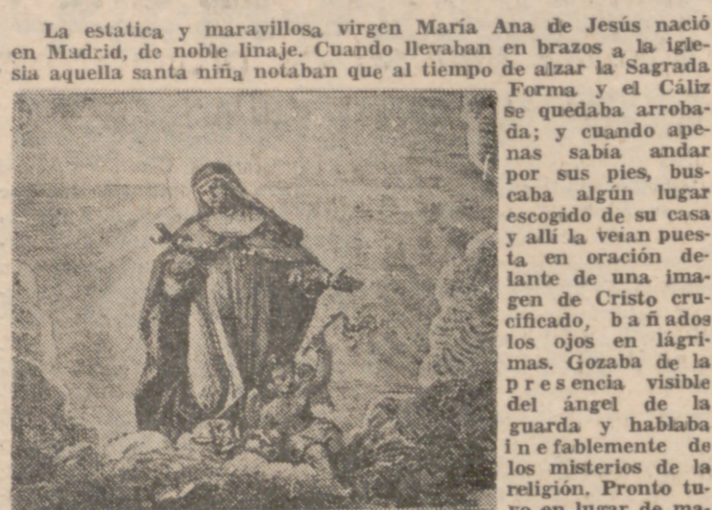 La estatica y maravillosa virgen María Ana de Jesús nació
en Madrid, de noble linaje. Cuando llevaban en brazos a la igle-
sia aquella santa niña notaban que al tiempo de alzar la Sagrada
Forma y el Cáliz
se quedaba arroba-
da; y cuando ape-
nas sabía andar
por sus pies, bus-
caba algún lugar
escogido de su casa
y allí la veían pues-
ta en oración de-
lante de una ima-
gen de Cristo cru-
cificado, bañados
los ojos en lágri-
mas. Gozaba de la
presencia visible
del ángel de la
guarda y hablaba
inefablemente de
los misterios de la
religión. Pronto tu-
vo en lugar de ma-